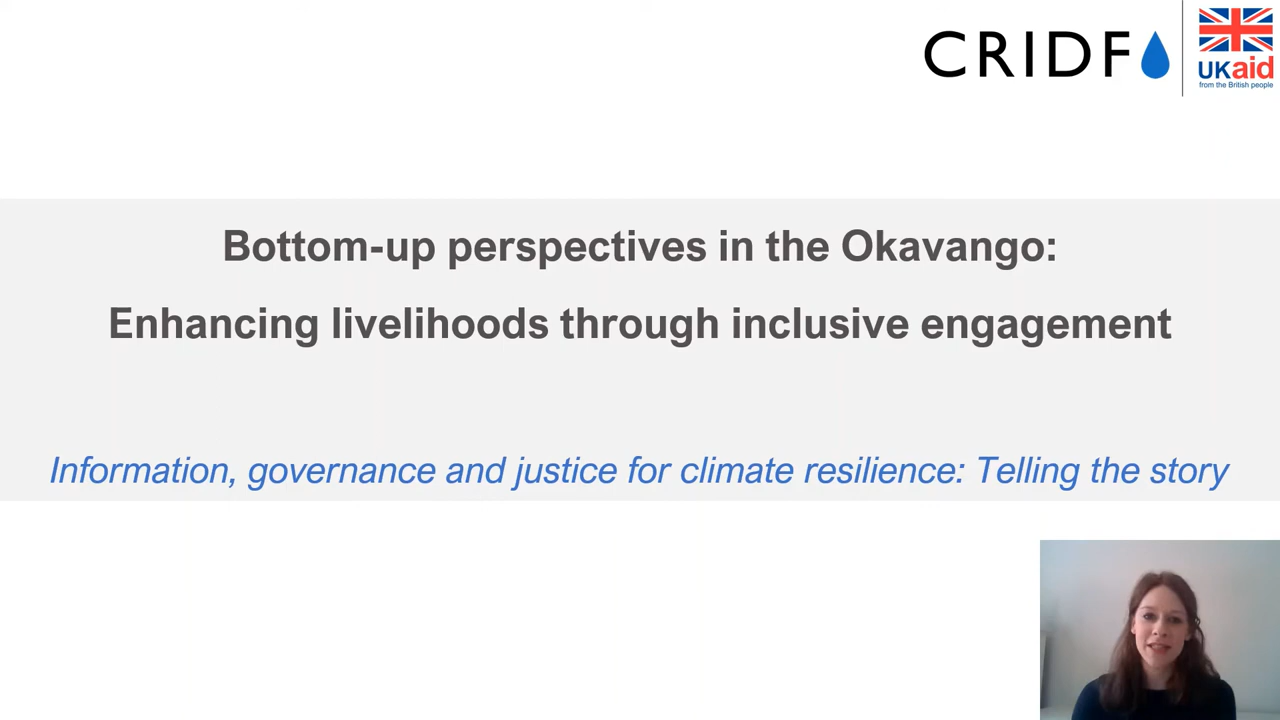 CRIDF
UKaid
from the British people
Bottom-up perspectives in the Okavango:
Enhancing livelihoods through inclusive engagement
Information, governance and justice for climate resilience: Telling the story